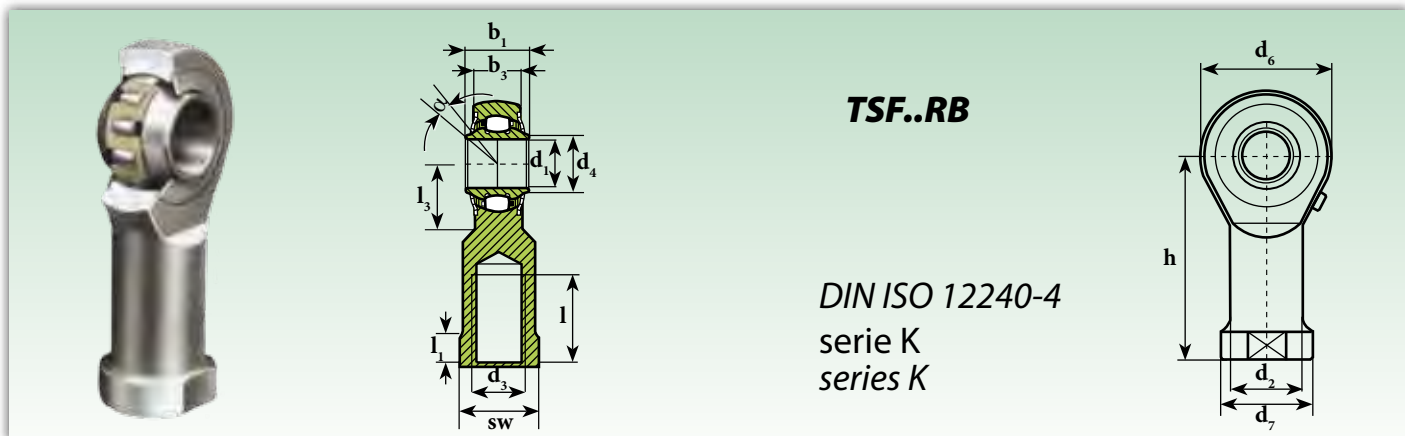 b₁
b₃
α
d₁
d₄
l₃
l
l₁
d₃
sw
TSF..RB
DIN ISO 12240-4
serie K
series K
d₆
h
d₂
d₇